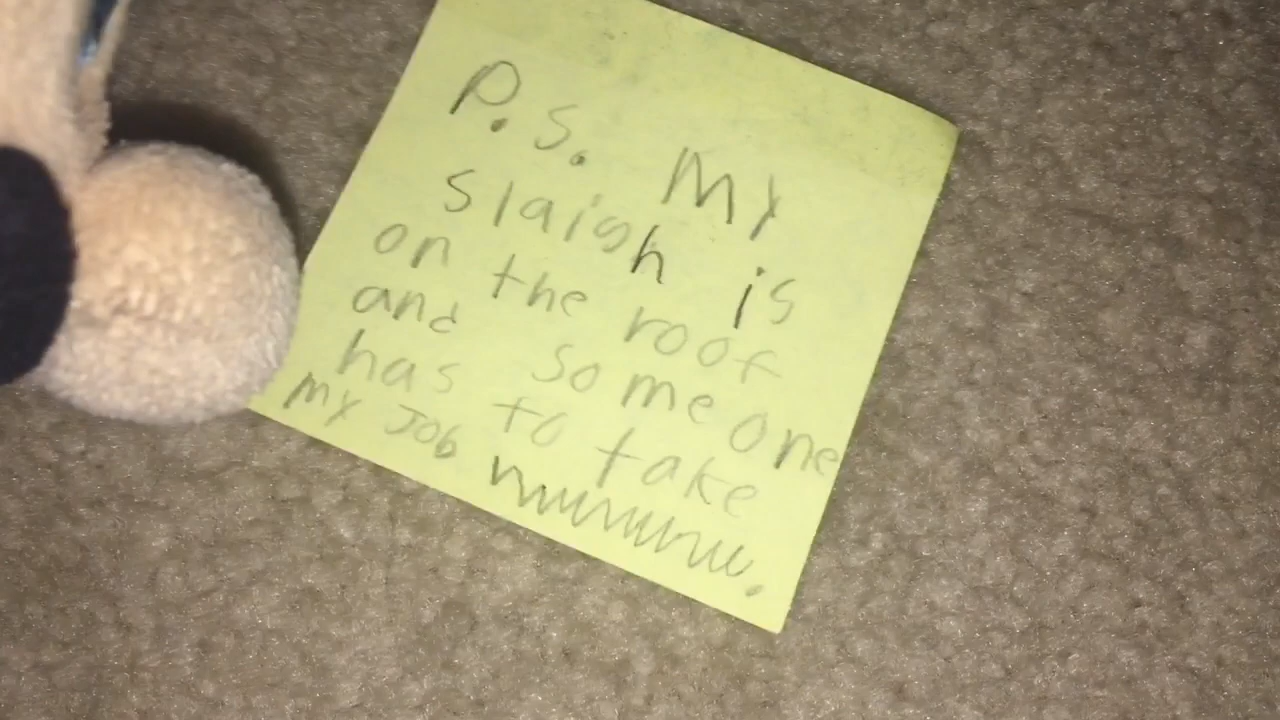 P.S. My
slaigh is
on the roof
and someone
has to take
my Job